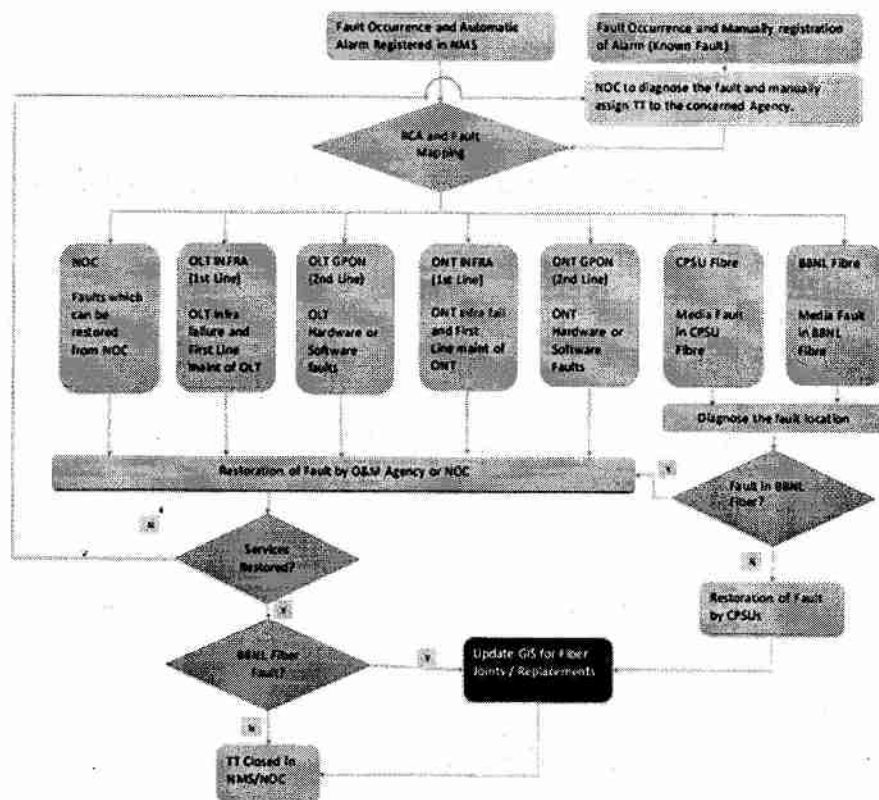 Fault Occurrence and Automatic
Alarm Registered in NMS
Fault Occurrence and Manually registration
of Alarm (Known Fault)
NOC to diagnose the fault and manually
assign TT to the concerned Agency.
RCA and Fault
Mapping
NOC
Faults which
can be
restored
from NOC
OLT INFRA
(1st Line)
OLT Infra
failure and
First Line
maint of OLT
OLT GPON
(2nd Line)
OLT
Hardware or
Software
faults
ONT INFRA
(1st Line)
ONT Infra fail
and First
Line maint of
ONT
ONT GPON
(2nd Line)
ONT
Hardware or
Software
Faults
CPSU Fibre
Media Fault
in CPSU
Fibre
BBNL Fibre
Media Fault
in BBNL
Fibre
Diagnose the fault location
Restoration of Fault by O&M Agency or NOC
Y
Fault in BBNL
Fiber?
N
Services
Restored?
N
Restoration of Fault
by CPSUs
Y
BBNL Fiber
Fault?
Y
Update GIS for Fiber
Joints / Replacements
N
TT Closed in
NMS/NOC